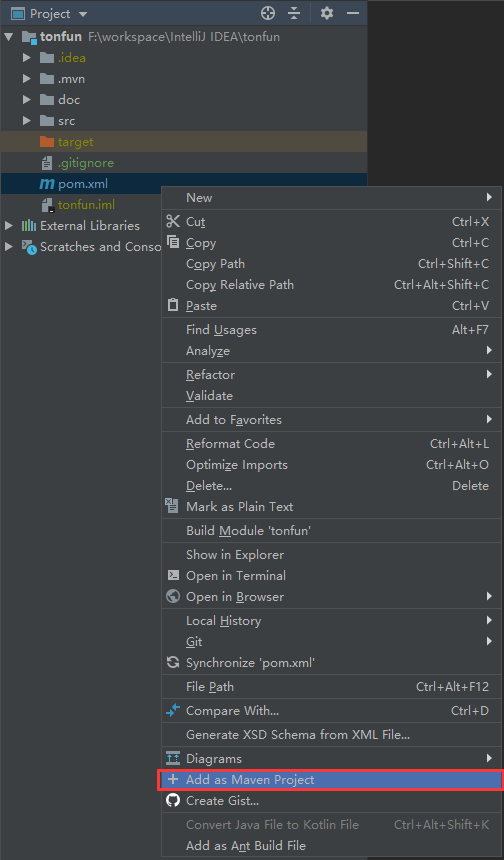 Project
tonfun F:\workspace\IntelliJ IDEA\tonfun
.idea
.mvn
doc
src
target
.gitignore
pom.xml
tonfun.iml
External Libraries
Scratches and Conso
New
Cut Ctrl+X
Copy Ctrl+C
Copy Path Ctrl+Shift+C
Copy Relative Path Ctrl+Alt+Shift+C
Paste Ctrl+V
Find Usages Alt+F7
Analyze
Refactor
Validate
Add to Favorites
Reformat Code Ctrl+Alt+L
Optimize Imports Ctrl+Alt+O
Delete... Delete
Mark as Plain Text
Build Module 'tonfun'
Show in Explorer
Open in Terminal
Open in Browser
Local History
Git
Synchronize 'pom.xml'
File Path Ctrl+Alt+F12
Compare With... Ctrl+D
Generate XSD Schema from XML File...
Diagrams
Add as Maven Project
Create Gist...
Convert Java File to Kotlin File Ctrl+Alt+Shift+K
Add as Ant Build File